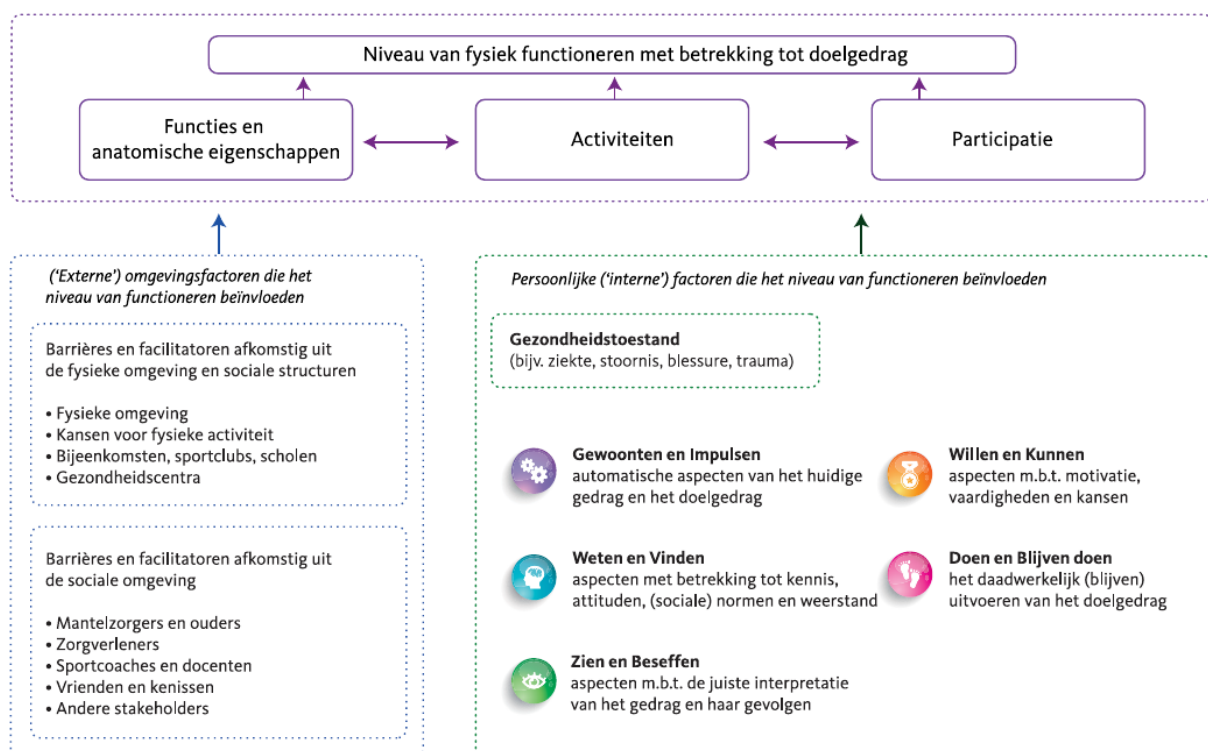 Niveau van fysiek functioneren met betrekking tot doelgedrag
Functies en
anatomische eigenschappen
Activiteiten
Participatie
(‘Externe’) omgevingsfactoren die het
niveau van functioneren beïnvloeden
Barrières en facilitatoren afkomstig uit
de fysieke omgeving en sociale structuren
• Fysieke omgeving
• Kansen voor fysieke activiteit
• Bijeenkomsten, sportclubs, scholen
• Gezondheidscentra
Barrières en facilitatoren afkomstig uit
de sociale omgeving
• Mantelzorgers en ouders
• Zorgverleners
• Sportcoaches en docenten
• Vrienden en kenissen
• Andere stakeholders
Persoonlijke (‘interne’) factoren die het niveau van functioneren beïnvloeden
Gezondheidstoestand
(bijv. ziekte, stoornis, blessure, trauma)
Gewoonten en Impulsen
automatische aspecten van het huidige
gedrag en het doelgedrag
Weten en Vinden
aspecten met betrekking tot kennis,
attituden, (sociale) normen en weerstand
Zien en Beseffen
aspecten m.b.t. de juiste interpretatie
van het gedrag en haar gevolgen
Willen en Kunnen
aspecten m.b.t. motivatie,
vaardigheden en kansen
Doen en Blijven doen
het daadwerkelijk (blijven)
uitvoeren van het doelgedrag